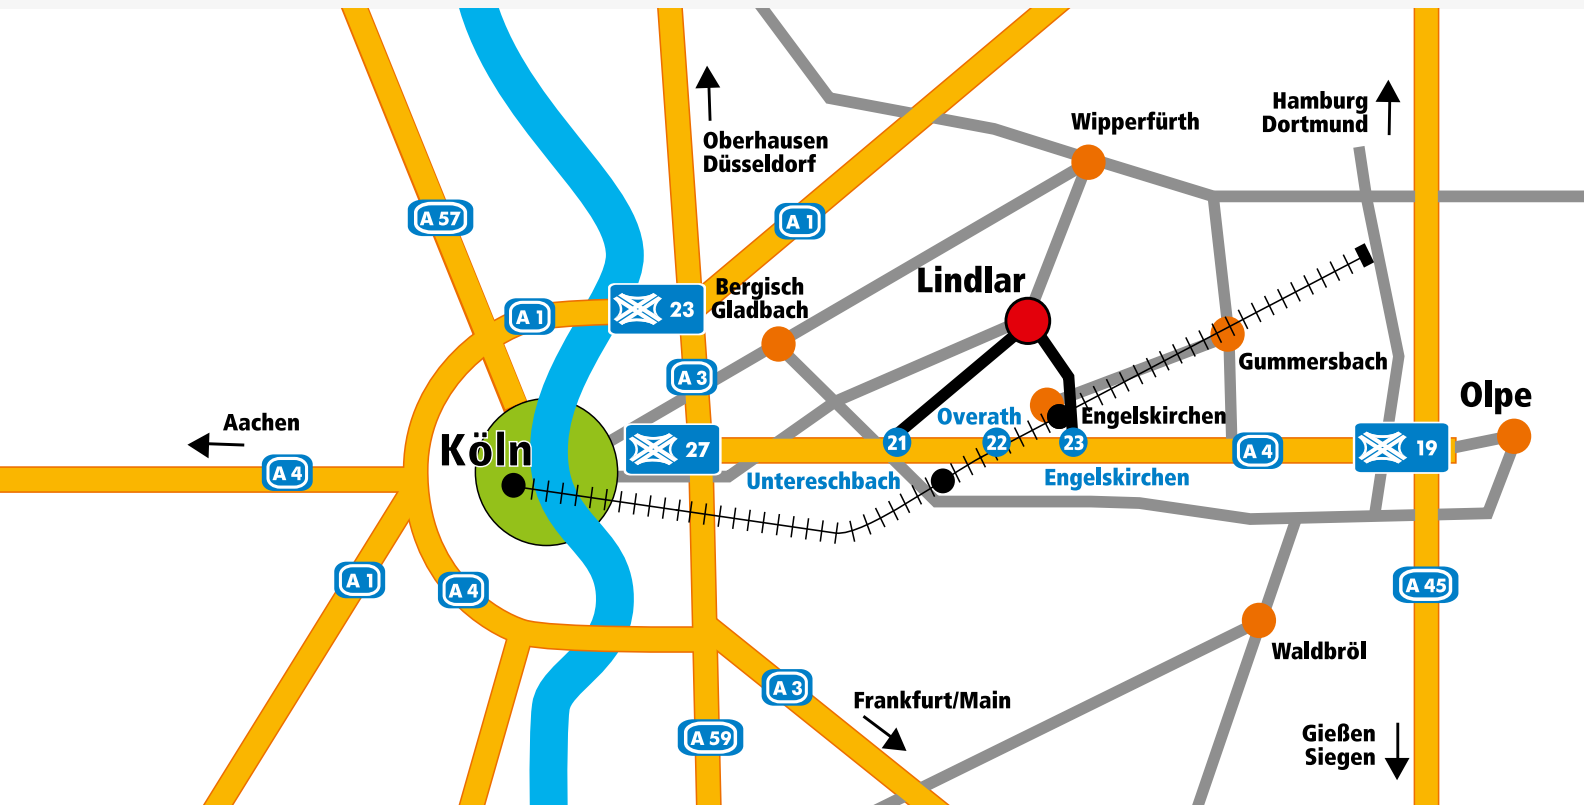 Hamburg
Dortmund
Wipperfürth
Oberhausen
Düsseldorf
A 57
A 1
Lindlar
Bergisch
Gladbach
23
A 1
Gummersbach
A 3
Olpe
Aachen
Overath
Engelskirchen
Köln
27
21
22
23
A 4
19
A 4
Untereschbach
Engelskirchen
A 1
A 4
A 45
Waldbröl
A 3
Frankfurt/Main
A 59
Gießen
Siegen